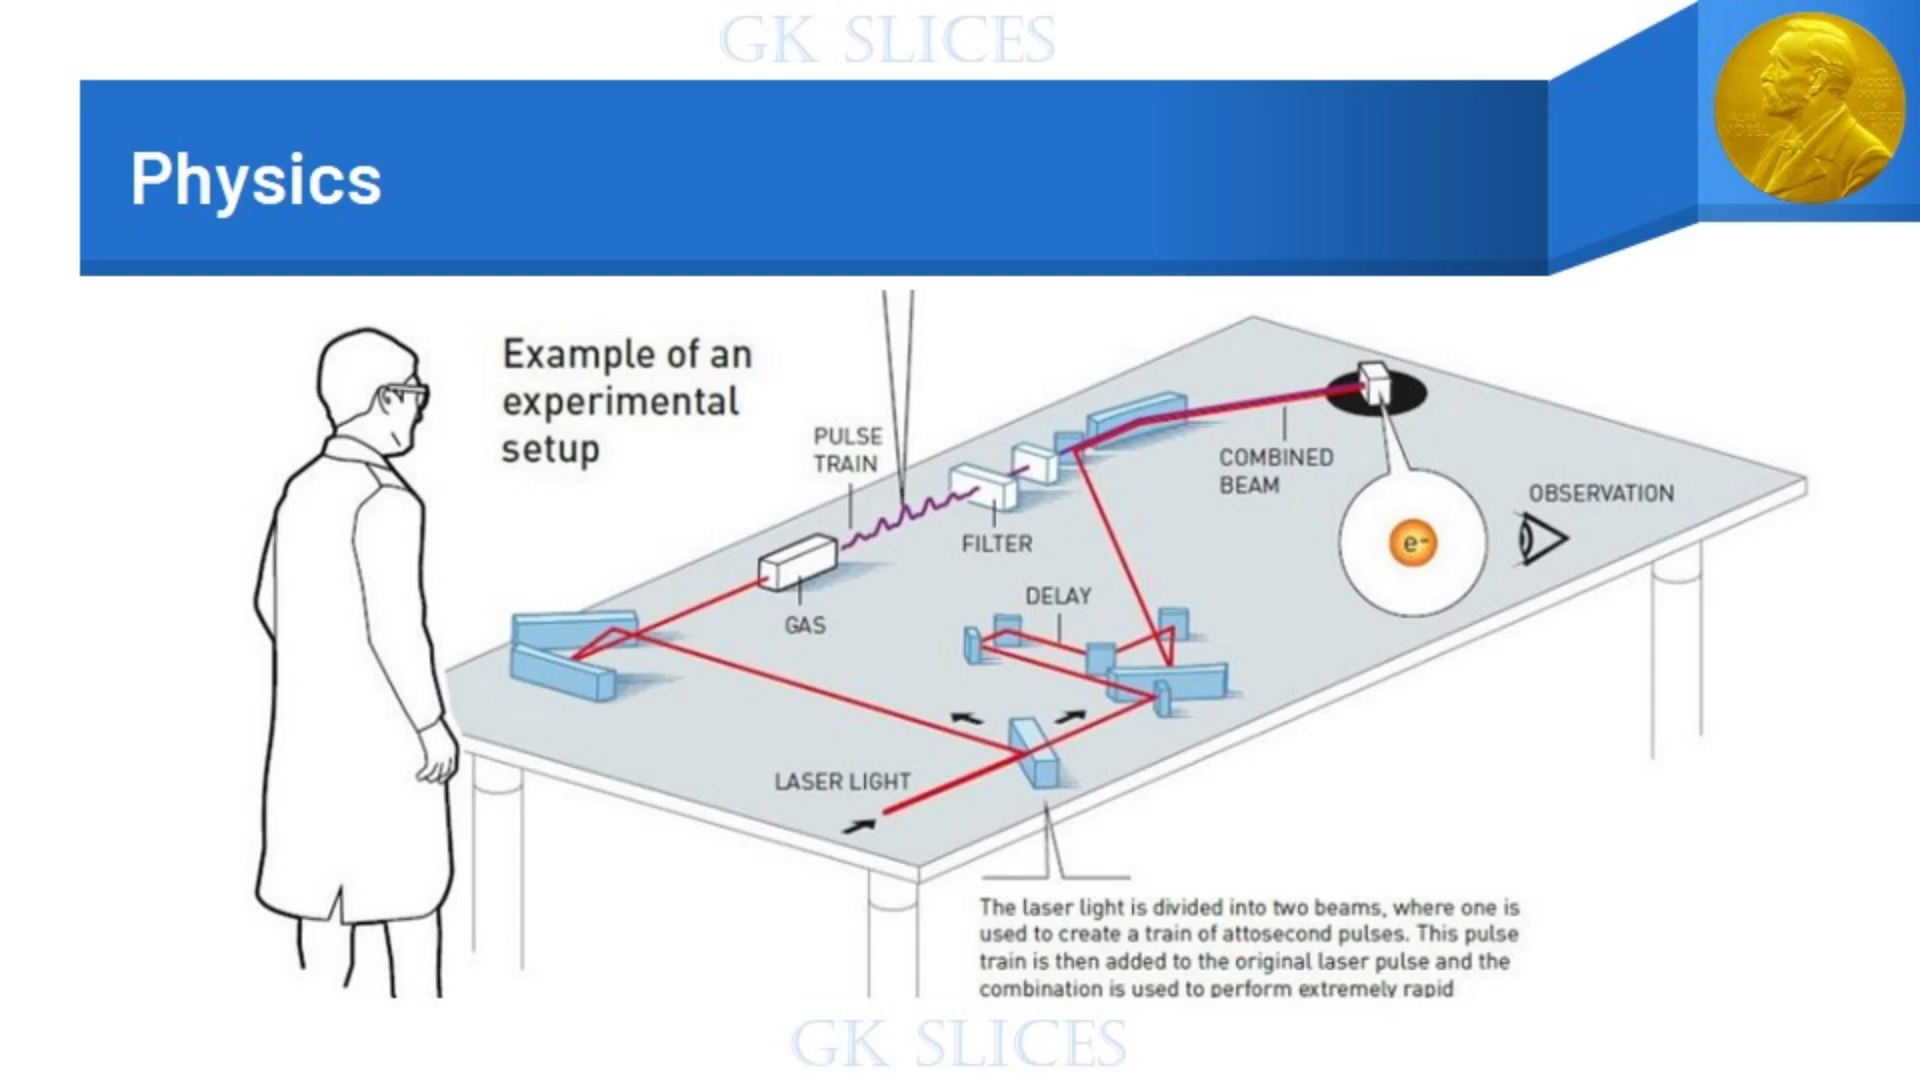 GK SLICES
Physics
Example of an
experimental
setup
PULSE
TRAIN
FILTER
GAS
COMBINED
BEAM
OBSERVATION
e-
DELAY
LASER LIGHT
The laser light is divided into two beams, where one is
used to create a train of attosecond pulses. This pulse
train is then added to the original laser pulse and the
combination is used to perform extremely rapid
GK SLICES